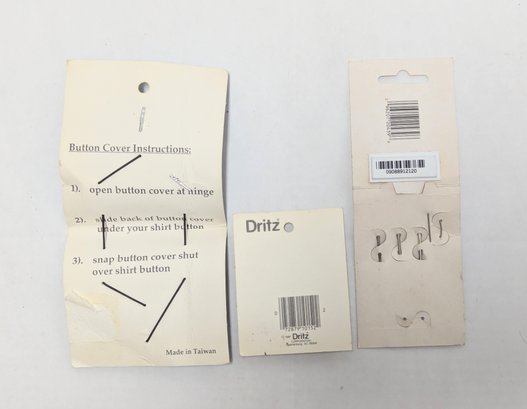 Button Cover Instructions:
1). open button cover at hinge
2). slide back of button cover
under your shirt button
3). snap button cover shut
over shirt button
Made in Taiwan
Dritz
Dritz
09088912120